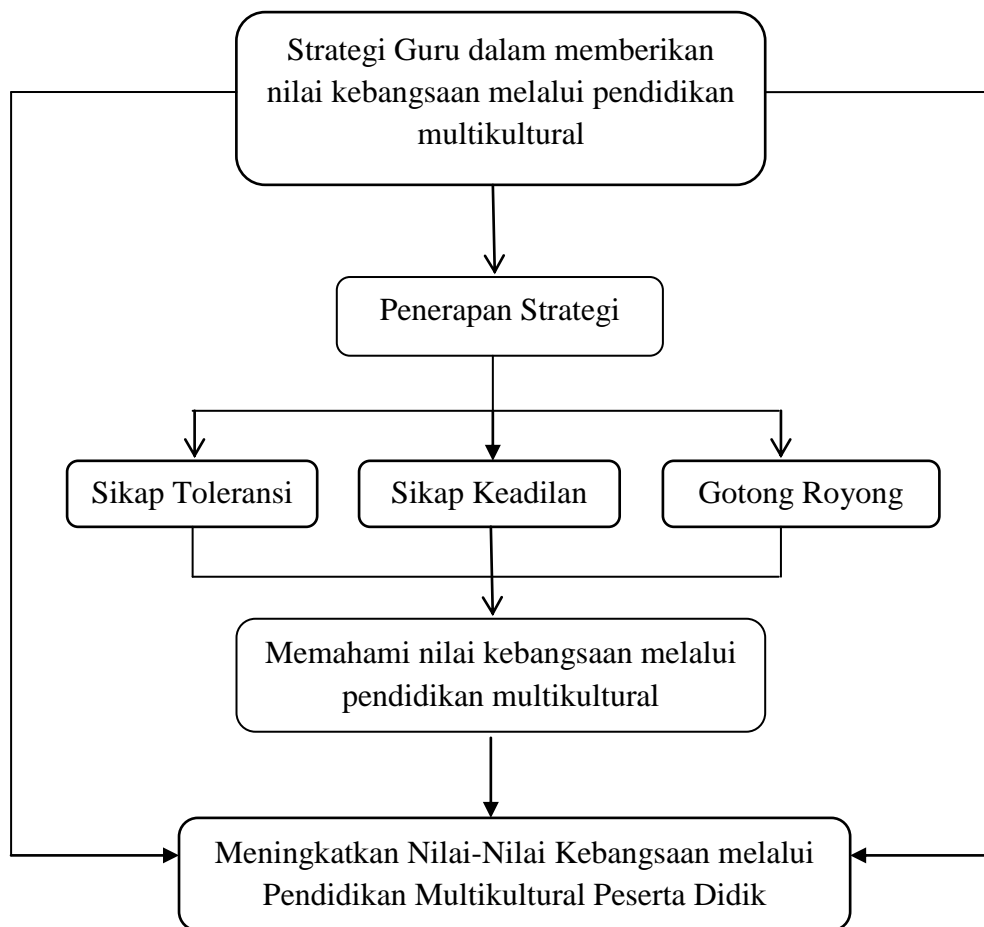 Strategi Guru dalam memberikan
nilai kebangsaan melalui pendidikan
multikultural
Penerapan Strategi
Sikap Toleransi
Sikap Keadilan
Gotong Royong
Memahami nilai kebangsaan melalui
pendidikan multikultural
Meningkatkan Nilai-Nilai Kebangsaan melalui
Pendidikan Multikultural Peserta Didik